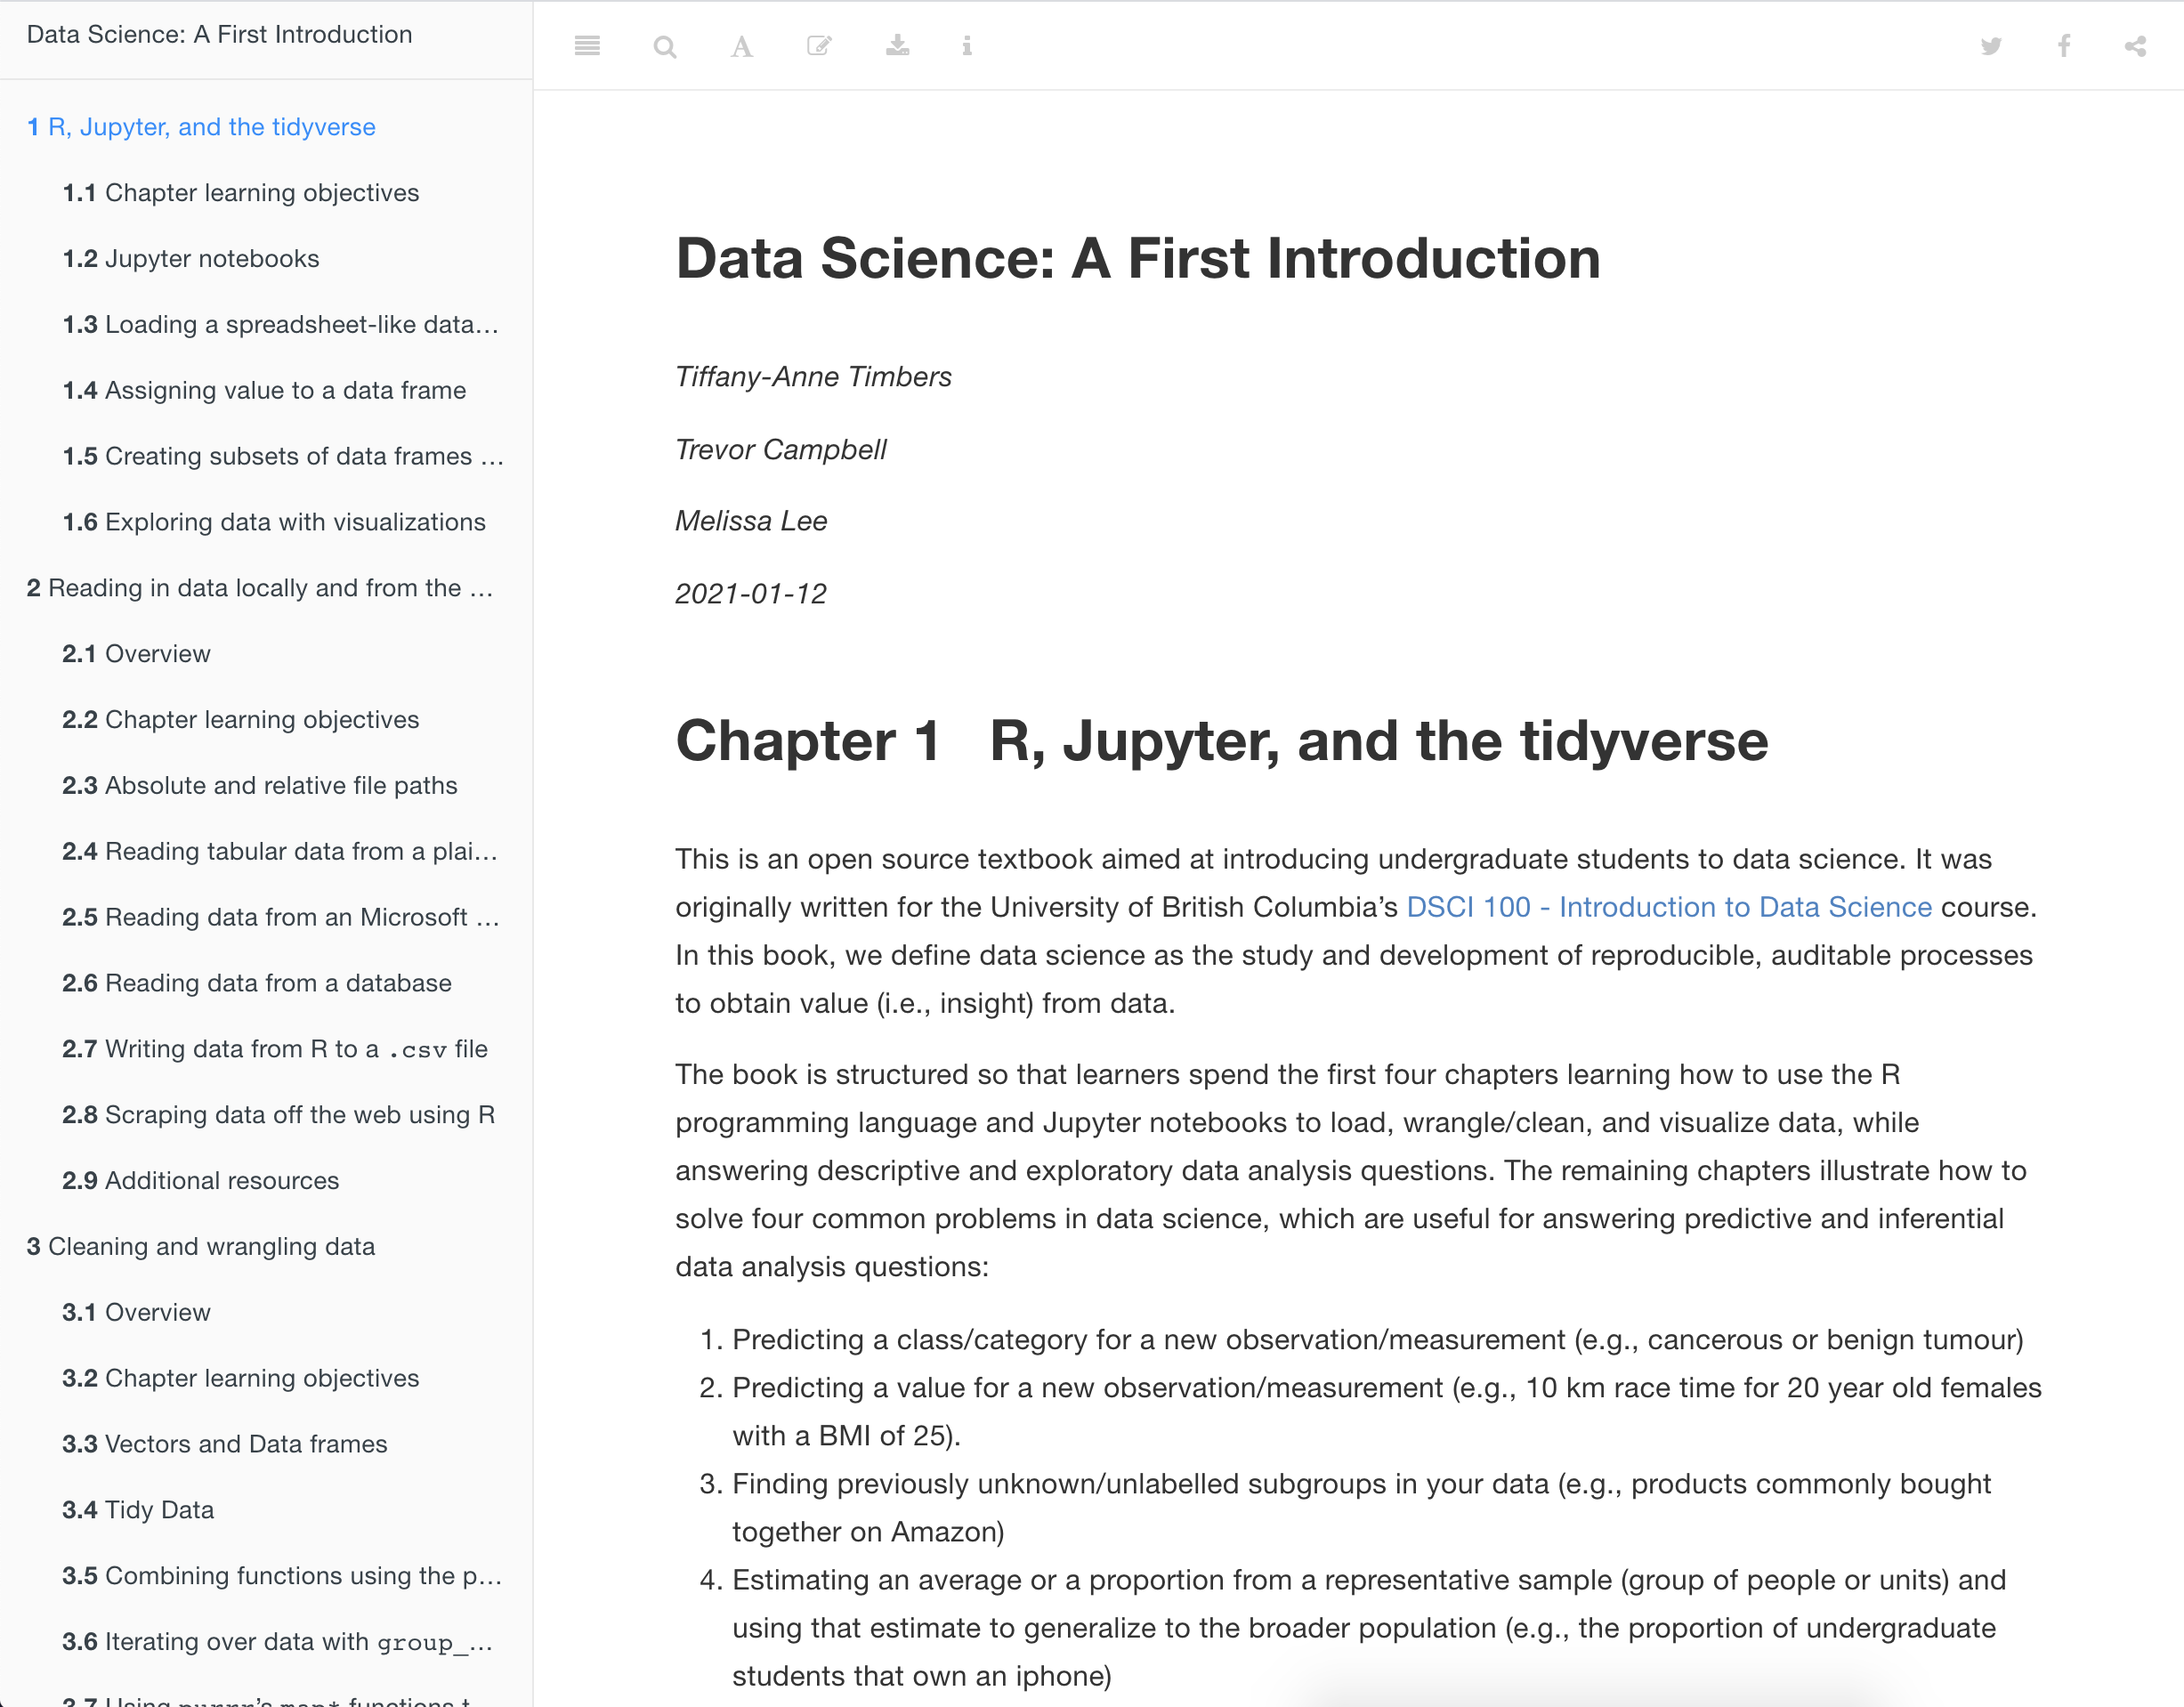 Data Science: A First Introduction
1 R, Jupyter, and the tidyverse
1.1 Chapter learning objectives
1.2 Jupyter notebooks
1.3 Loading a spreadsheet-like data…
1.4 Assigning value to a data frame
1.5 Creating subsets of data frames …
1.6 Exploring data with visualizations
2 Reading in data locally and from the …
2.1 Overview
2.2 Chapter learning objectives
2.3 Absolute and relative file paths
2.4 Reading tabular data from a plai…
2.5 Reading data from an Microsoft …
2.6 Reading data from a database
2.7 Writing data from R to a .csv file
2.8 Scraping data off the web using R
2.9 Additional resources
3 Cleaning and wrangling data
3.1 Overview
3.2 Chapter learning objectives
3.3 Vectors and Data frames
3.4 Tidy Data
3.5 Combining functions using the p…
3.6 Iterating over data with group_…
3.7 Using purrr's map* functions t…
Data Science: A First Introduction
Tiffany-Anne Timbers
Trevor Campbell
Melissa Lee
2021-01-12
Chapter 1 R, Jupyter, and the tidyverse
This is an open source textbook aimed at introducing undergraduate students to data science. It was
originally written for the University of British Columbia’s DSCI 100 - Introduction to Data Science course.
In this book, we define data science as the study and development of reproducible, auditable processes
to obtain value (i.e., insight) from data.
The book is structured so that learners spend the first four chapters learning how to use the R
programming language and Jupyter notebooks to load, wrangle/clean, and visualize data, while
answering descriptive and exploratory data analysis questions. The remaining chapters illustrate how to
solve four common problems in data science, which are useful for answering predictive and inferential
data analysis questions:
1. Predicting a class/category for a new observation/measurement (e.g., cancerous or benign tumour)
2. Predicting a value for a new observation/measurement (e.g., 10 km race time for 20 year old females
with a BMI of 25).
3. Finding previously unknown/unlabelled subgroups in your data (e.g., products commonly bought
together on Amazon)
4. Estimating an average or a proportion from a representative sample (group of people or units) and
using that estimate to generalize to the broader population (e.g., the proportion of undergraduate
students that own an iphone)